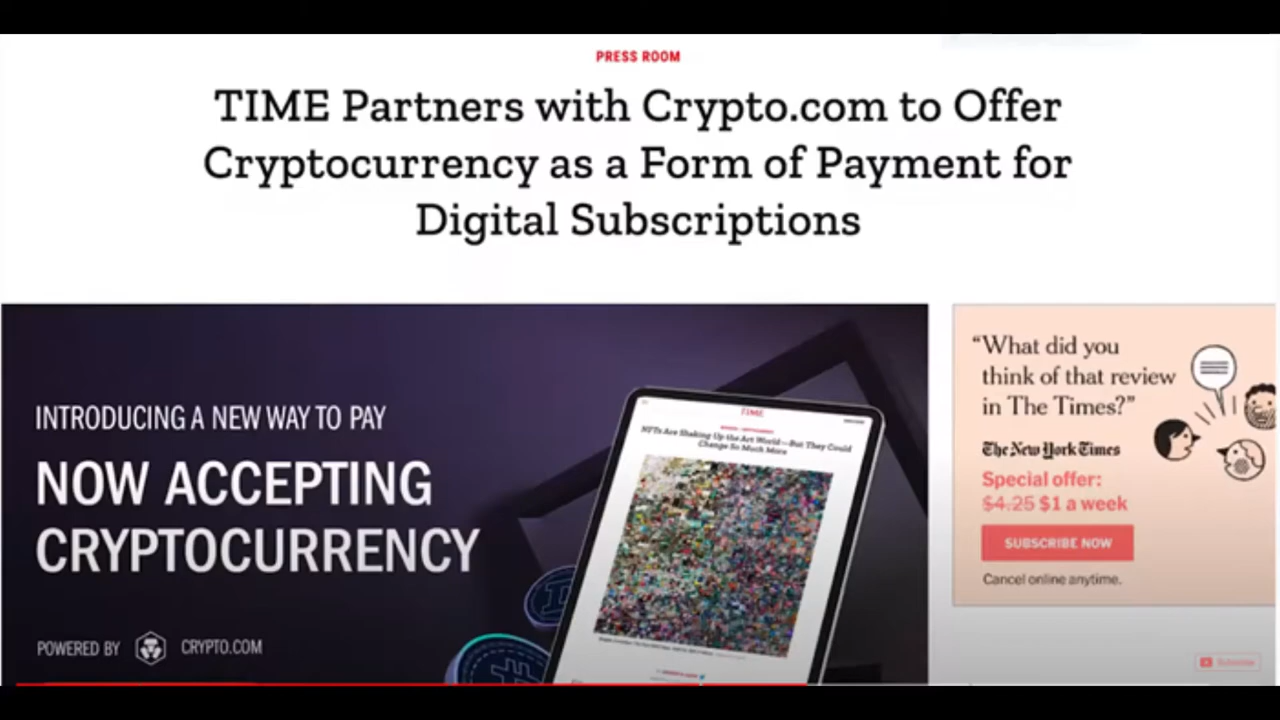 PRESS ROOM
TIME Partners with Crypto.com to Offer
Cryptocurrency as a Form of Payment for
Digital Subscriptions
INTRODUCING A NEW WAY TO PAY
NOW ACCEPTING
CRYPTOCURRENCY
POWERED BY CRYPTO.COM
TIME
NFTs Are Shaking Up the Art World—But They Could
Change So Much More
“What did you
think of that review
in The Times?”
The New York Times
Special offer:
$4.25 $1 a week
SUBSCRIBE NOW
Cancel online anytime.
Subscribe